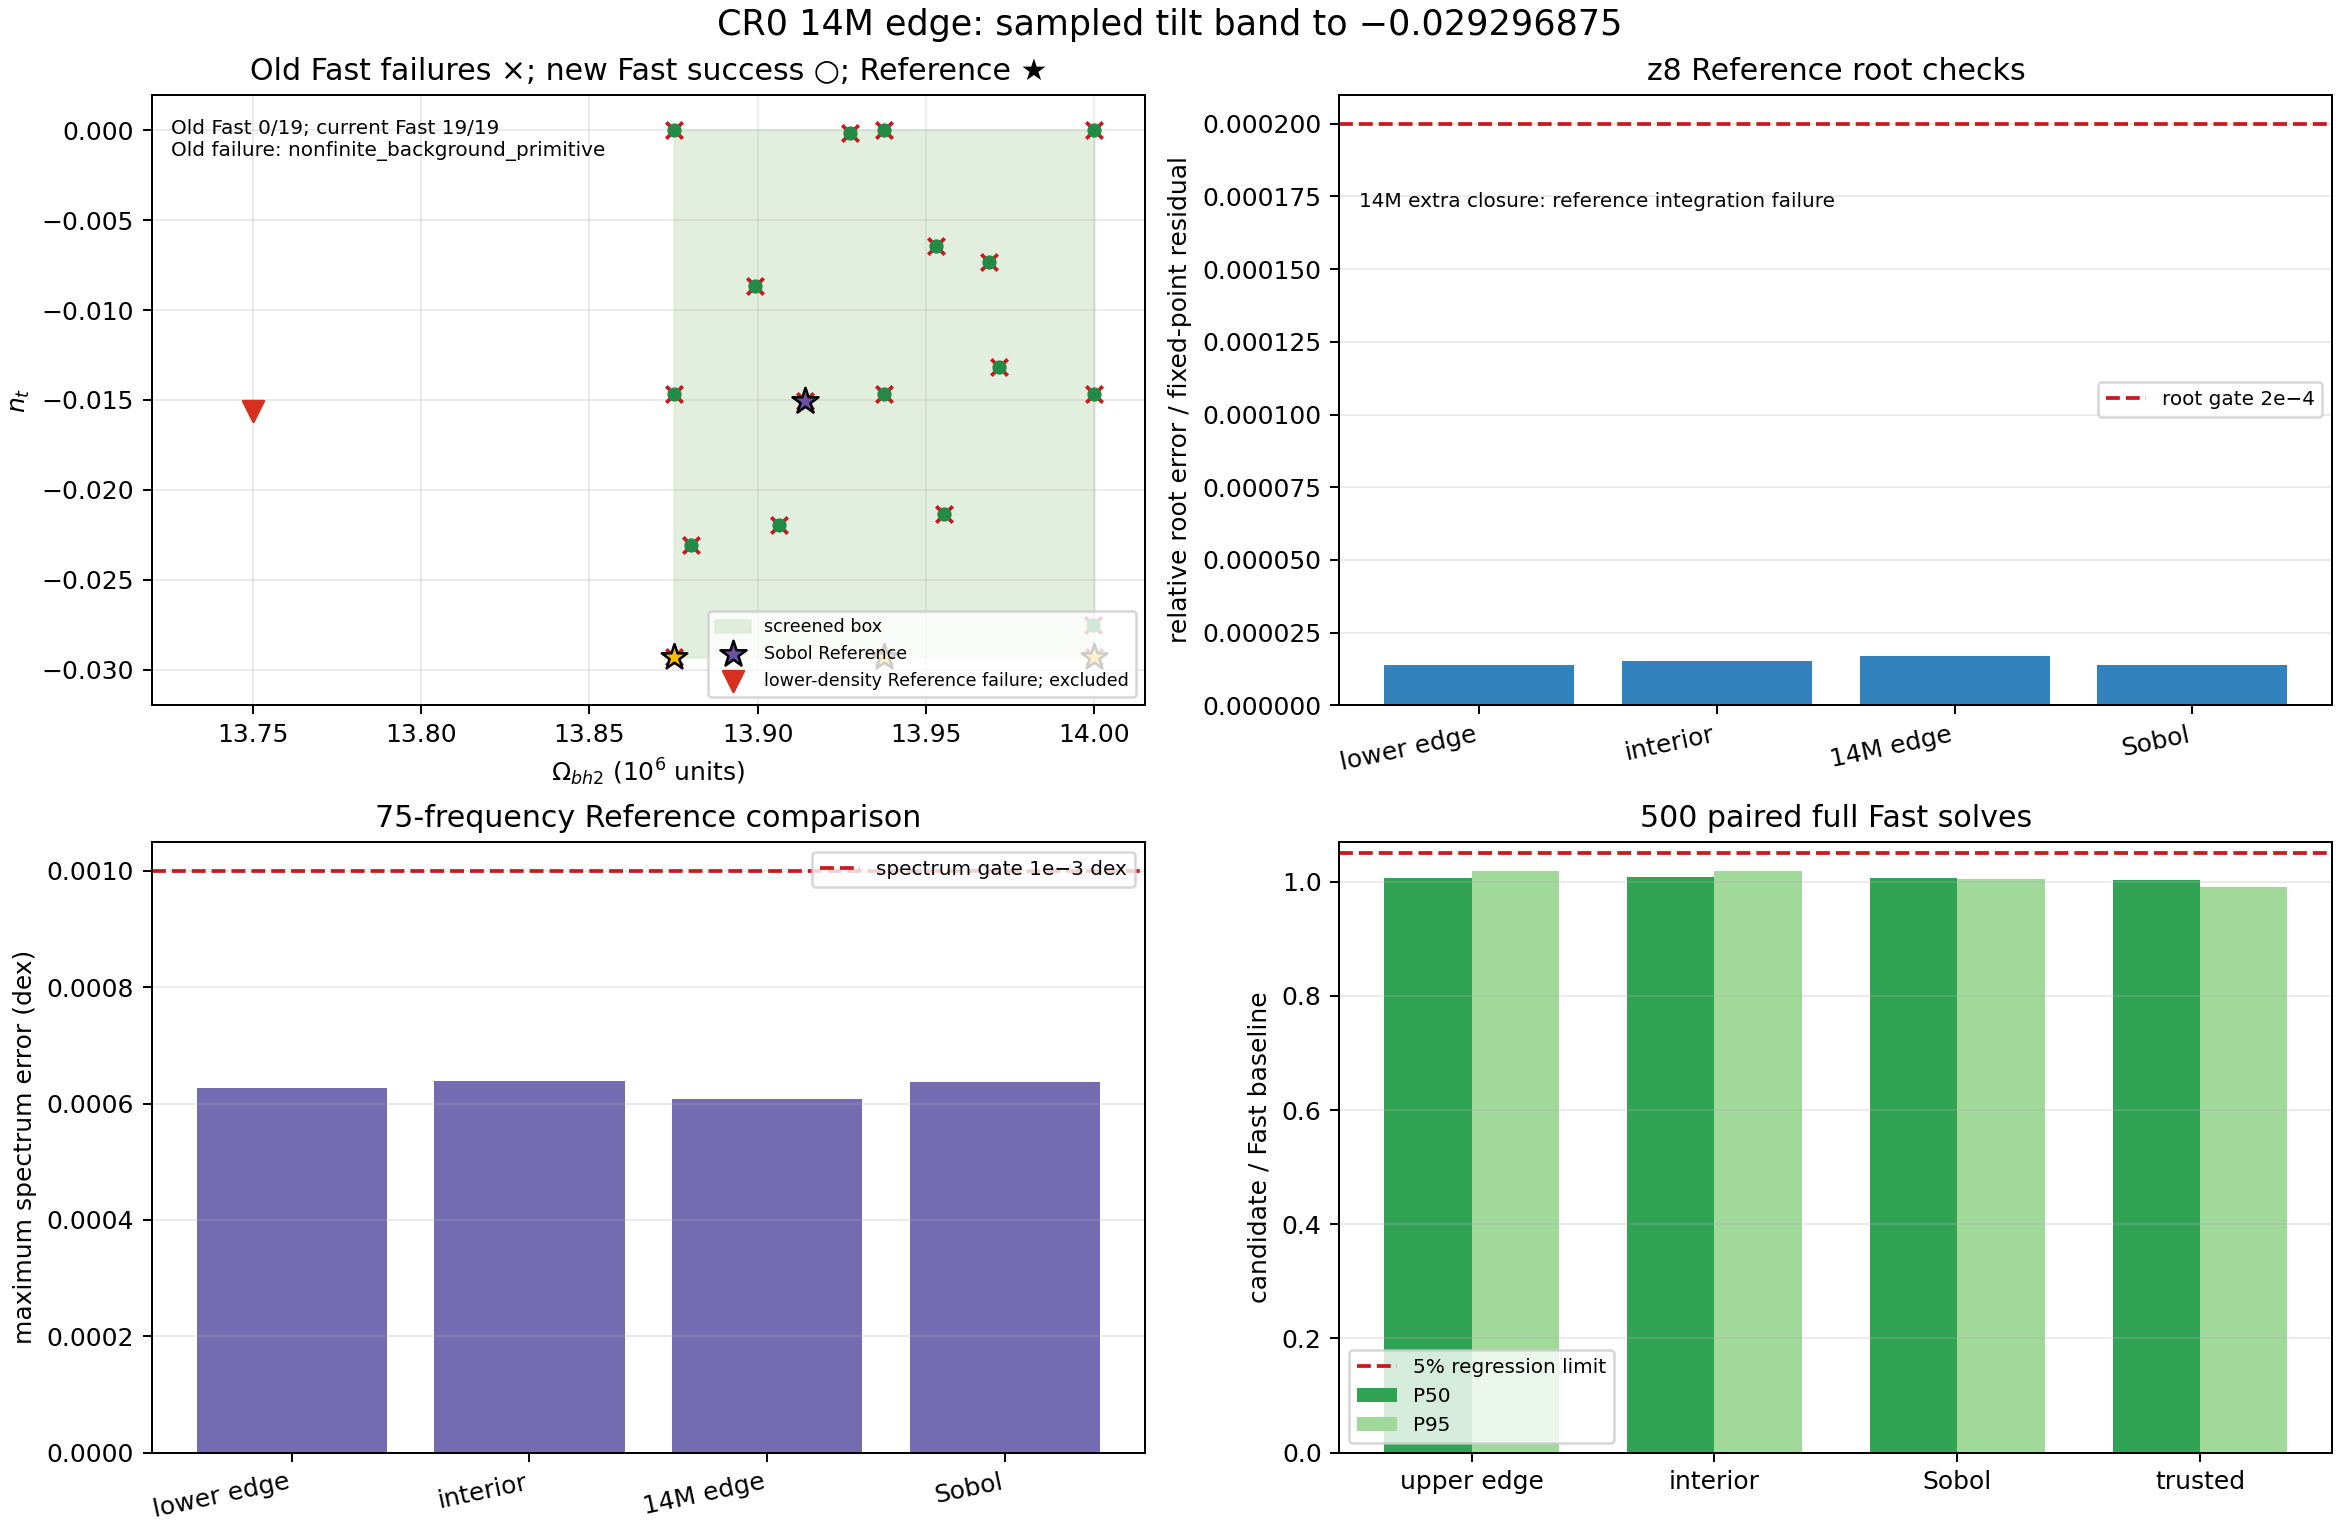 CR0 14M edge: sampled tilt band to −0.029296875
Old Fast failures ×; new Fast success ○; Reference ★
Old Fast 0/19; current Fast 19/19
Old failure: nonfinite_background_primitive
0.000
−0.005
−0.010
−0.015
−0.020
−0.025
−0.030
nₜ
screened box
Sobol Reference
lower-density Reference failure; excluded
13.75
13.80
13.85
13.90
13.95
14.00
Ω_bh2 (10⁶ units)
z8 Reference root checks
0.000200
0.000175
0.000150
0.000125
0.000100
0.000075
0.000050
0.000025
0.000000
relative root error / fixed-point residual
14M extra closure: reference integration failure
root gate 2e−4
lower edge
interior
14M edge
Sobol
75-frequency Reference comparison
0.0010
0.0008
0.0006
0.0004
0.0002
0.0000
maximum spectrum error (dex)
spectrum gate 1e−3 dex
lower edge
interior
14M edge
Sobol
500 paired full Fast solves
1.0
0.8
0.6
0.4
0.2
0.0
candidate / Fast baseline
5% regression limit
P50
P95
upper edge
interior
Sobol
trusted